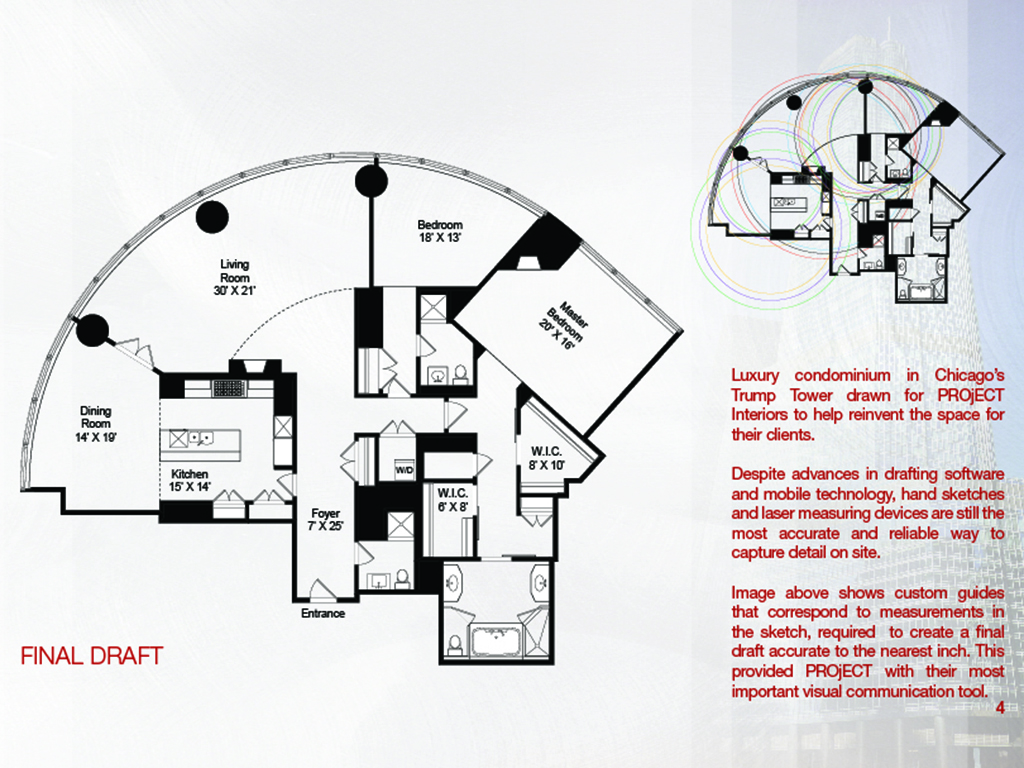 Bedroom
18' X 13'
Living
Room
30' X 21'
Master
Bedroom
20' X 16'
Dining
Room
14' X 19'
Kitchen
15' X 14'
W/D
W.I.C.
8' X 10'
W.I.C.
6' X 8'
Foyer
7' X 25'
Entrance
FINAL DRAFT
Luxury condominium in Chicago's
Trump Tower drawn for PROjECT
Interiors to help reinvent the space for
their clients.
Despite advances in drafting software
and mobile technology, hand sketches
and laser measuring devices are still the
most accurate and reliable way to
capture detail on site.
Image above shows custom guides
that correspond to measurements in
the sketch, required to create a final
draft accurate to the nearest inch. This
provided PROjECT with their most
important visual communication tool.
4